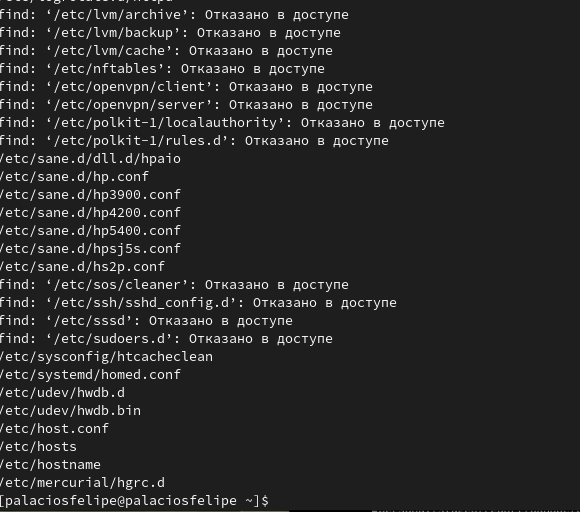 find: ‘/etc/lvm/archive’: Отказано в доступе
find: ‘/etc/lvm/backup’: Отказано в доступе
find: ‘/etc/lvm/cache’: Отказано в доступе
find: ‘/etc/nftables’: Отказано в доступе
find: ‘/etc/openvpn/client’: Отказано в доступе
find: ‘/etc/openvpn/server’: Отказано в доступе
find: ‘/etc/polkit-1/localauthority’: Отказано в доступе
find: ‘/etc/polkit-1/rules.d’: Отказано в доступе
/etc/sane.d/dll.d/hpaio
/etc/sane.d/hp.conf
/etc/sane.d/hp3900.conf
/etc/sane.d/hp4200.conf
/etc/sane.d/hp5400.conf
/etc/sane.d/hpsj5s.conf
/etc/sane.d/hs2p.conf
find: ‘/etc/sos/cleaner’: Отказано в доступе
find: ‘/etc/ssh/sshd_config.d’: Отказано в доступе
find: ‘/etc/sssd’: Отказано в доступе
find: ‘/etc/sudoers.d’: Отказано в доступе
/etc/sysconfig/htcacheclean
/etc/systemd/homed.conf
/etc/udev/hwdb.d
/etc/udev/hwdb.bin
/etc/host.conf
/etc/hosts
/etc/hostname
/etc/mercurial/hgrc.d
[palaciosfelipe@palaciosfelipe ~]$